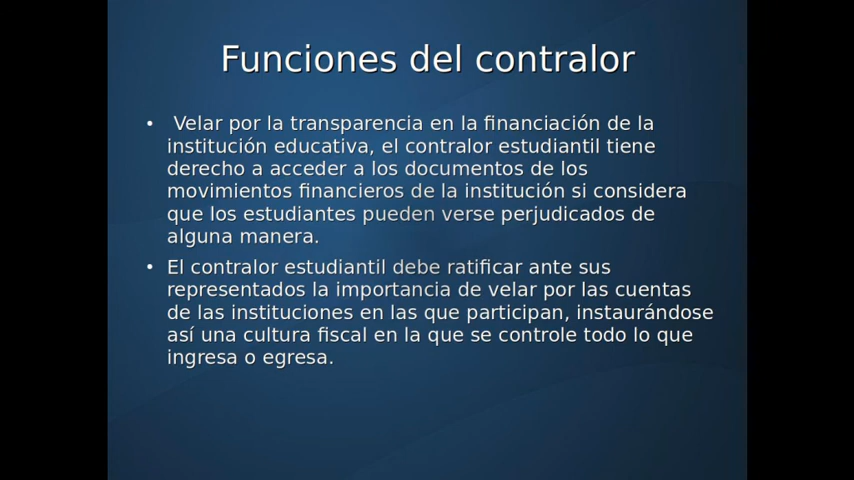 Funciones del contralor
• Velar por la transparencia en la financiación de la
institución educativa, el contralor estudiantil tiene
derecho a acceder a los documentos de los
movimientos financieros de la institución si considera
que los estudiantes pueden verse perjudicados de
alguna manera.
• El contralor estudiantil debe ratificar ante sus
representados la importancia de velar por las cuentas
de las instituciones en las que participan, instaurándose
así una cultura fiscal en la que se controle todo lo que
ingresa o egresa.